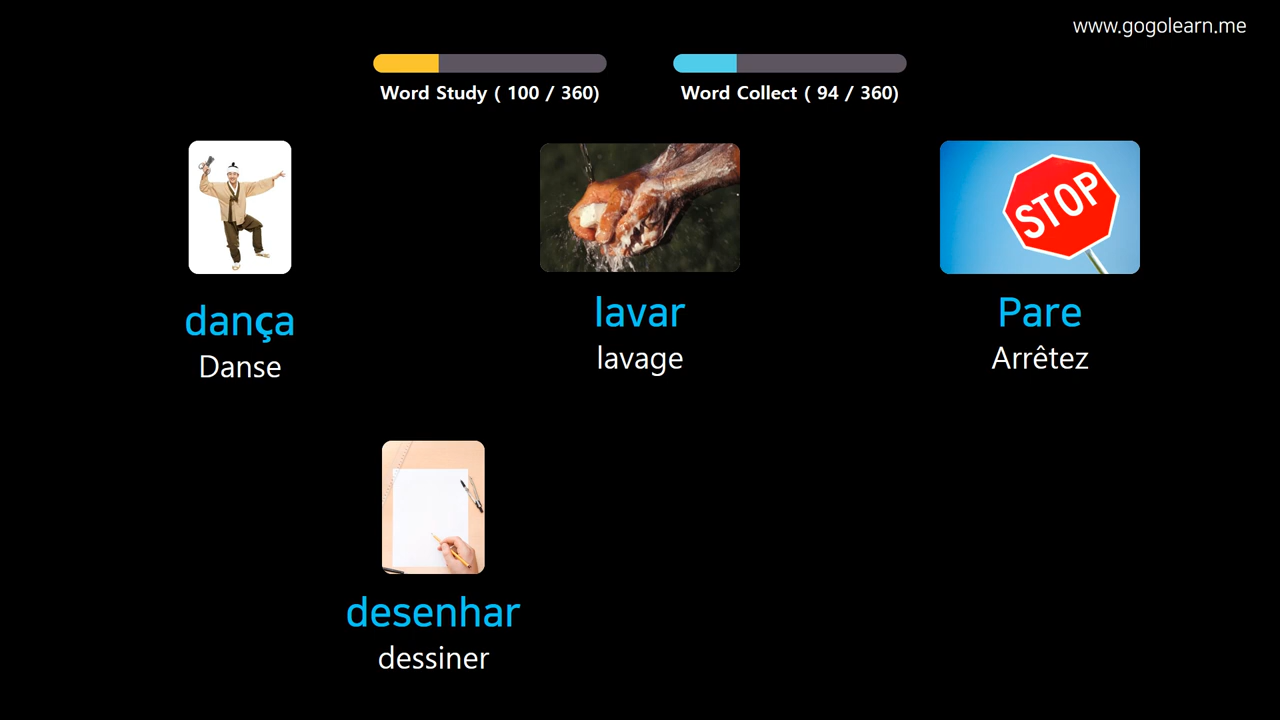 www.gogolearn.me
Word Study ( 100 / 360)
Word Collect ( 94 / 360)
STOP
dança
Danse
lavar
lavage
Pare
Arrêtez
desenhar
dessiner